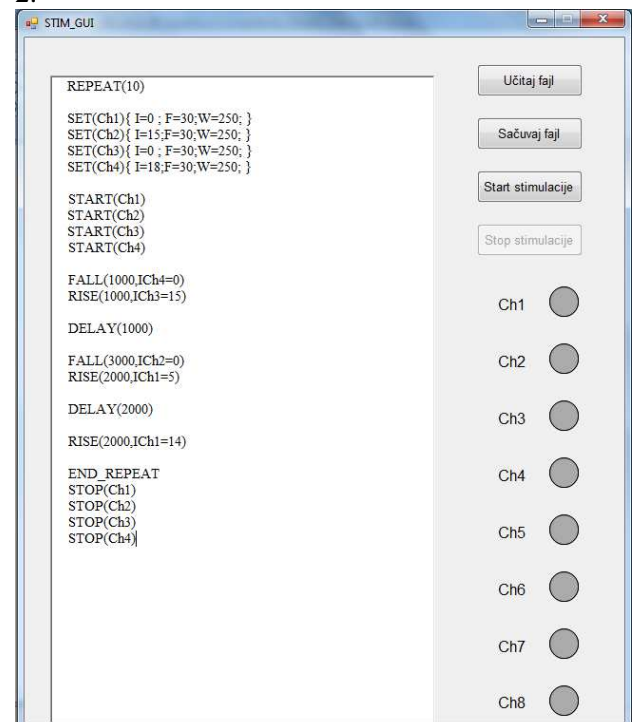 2.
STIM_GUI
REPEAT(10)
SET(Ch1){ I=0 ; F=30;W=250; }
SET(Ch2){ I=15;F=30;W=250; }
SET(Ch3){ I=0 ; F=30;W=250; }
SET(Ch4){ I=18;F=30;W=250; }
START(Ch1)
START(Ch2)
START(Ch3)
START(Ch4)
FALL(1000,ICh4=0)
RISE(1000,ICh3=15)
DELAY(1000)
FALL(3000,ICh2=0)
RISE(2000,ICh1=5)
DELAY(2000)
RISE(2000,ICh1=14)
END_REPEAT
STOP(Ch1)
STOP(Ch2)
STOP(Ch3)
STOP(Ch4)
Učitaj fajl
Sačuvaj fajl
Start stimulacije
Stop stimulacije
Ch1
Ch2
Ch3
Ch4
Ch5
Ch6
Ch7
Ch8